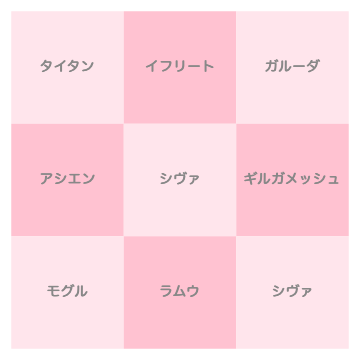 タイタン
イフリート
ガルーダ
アシエン
シヴァ
ギルガメッシュ
モグル
ラムウ
シヴァ